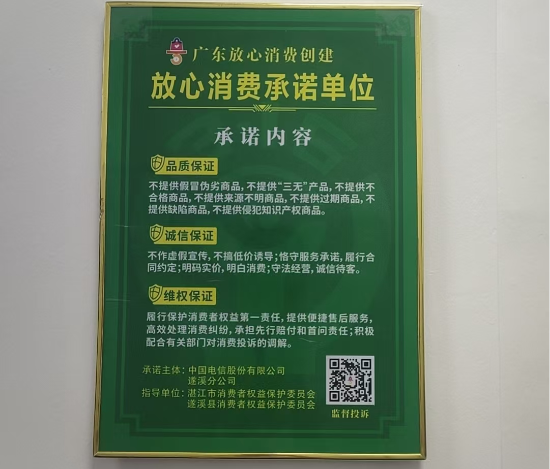 广东放心消费创建
放心消费承诺单位
承诺内容
品质保证
不提供假冒伪劣商品,不提供“三无”产品,不提供不
合格商品,不提供来源不明商品,不提供过期商品,不
提供缺陷商品,不提供侵犯知识产权商品。
诚信保证
不作虚假宣传,不搞低价诱导;恪守服务承诺,履行合
同约定;明码实价,明白消费;守法经营,诚信待客。
维权保证
履行保护消费者权益第一责任,提供便捷售后服务,
高效处理消费纠纷,承担先行赔付和首问责任;积极
配合有关部门对消费投诉的调解。
承诺主体:中国电信股份有限公司
遂溪分公司
指导单位:湛江市消费者权益保护委员会
遂溪县消费者权益保护委员会
监督投诉